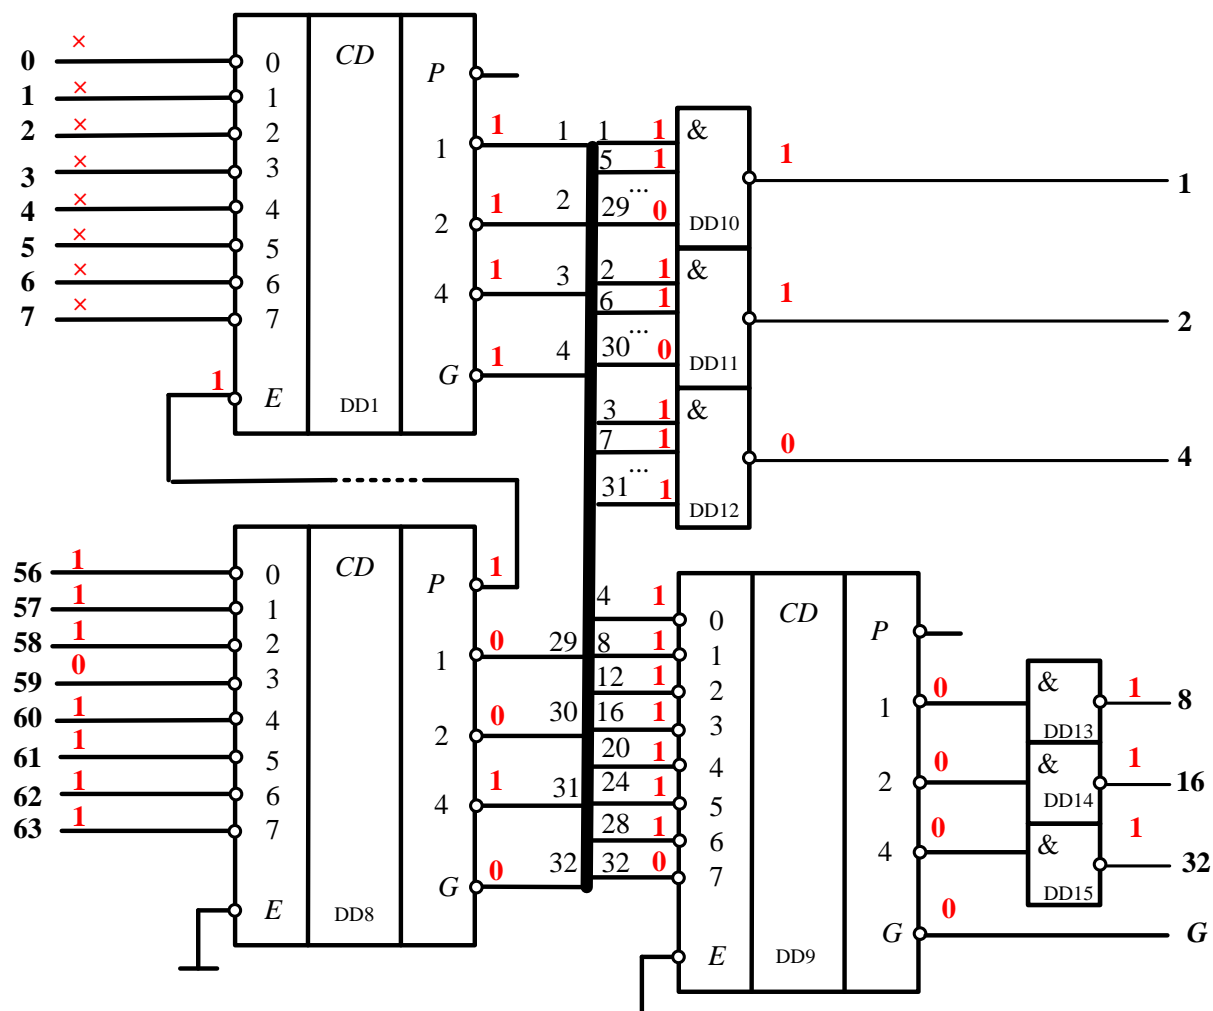 0 × 0 CD P
1 × 1
2 × 2 1 1 1 1 1 & 1 1
3 × 3 5 1
4 × 4 2 1 2 29 ... 0 DD10
5 × 5
6 × 6 4 1 3 2 1 & 1 2
7 × 7 6 1
G 1 4 30 ... 0 DD11
1 E DD1
3 1 & 0 4
7 1
31 ... 1 DD12
56 1 0 CD P 1
57 1 1 4 1 0 CD P
58 1 2 1 0 29 8 1 1
59 0 3 12 1 2 1 0 & DD13 1 8
60 1 4 2 0 30 16 1 3
61 1 5 20 1 4 2 0 & DD14 1 16
62 1 6 4 1 31 24 1 5
63 1 7 28 1 6 4 0 & DD15 1 32
G 0 32 32 0 7
E DD8 G 0 G
E DD9